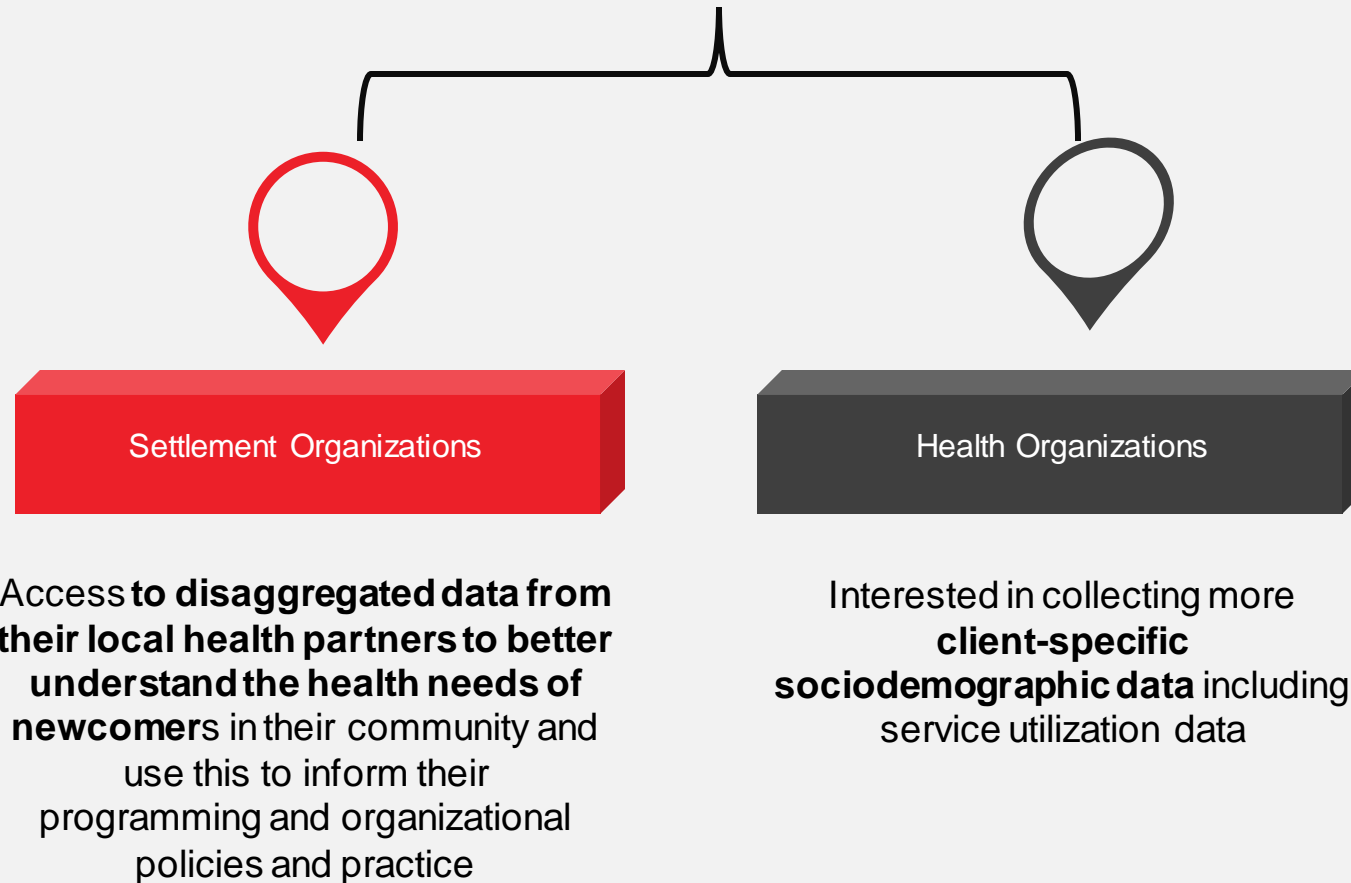 Settlement Organizations
Health Organizations
Access to disaggregated data from
their local health partners to better
understand the health needs of
newcomers in their community and
use this to inform their
programming and organizational
policies and practice
Interested in collecting more
client-specific
sociodemographic data including
service utilization data